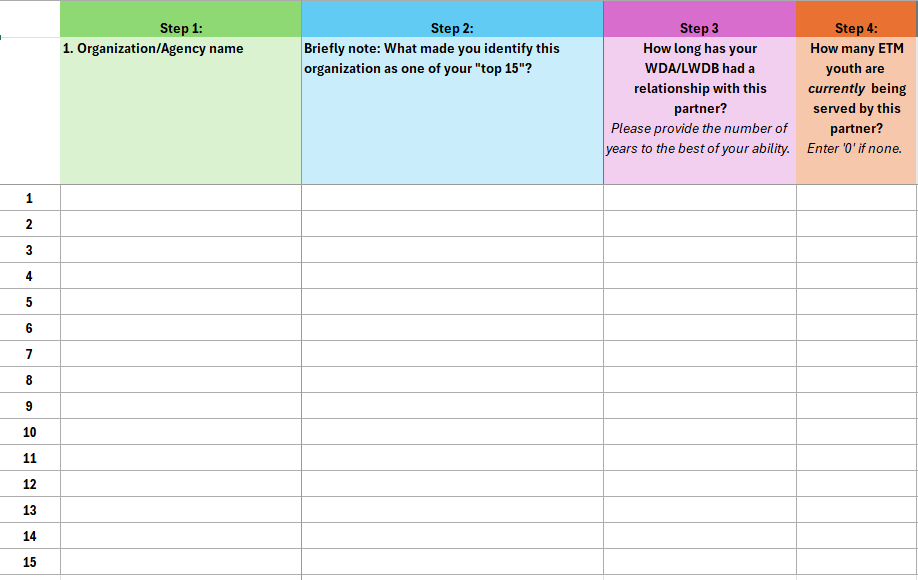 Step 1:
Step 2:
Step 3
Step 4:
1. Organization/Agency name
Briefly note: What made you identify this
organization as one of your "top 15"?
How long has your
WDA/LWDB had a
relationship with this
partner?
Please provide the number of
years to the best of your ability.
How many ETM
youth are
currently being
served by this
partner?
Enter '0' if none.
1
2
3
4
5
6
7
8
9
10
11
12
13
14
15